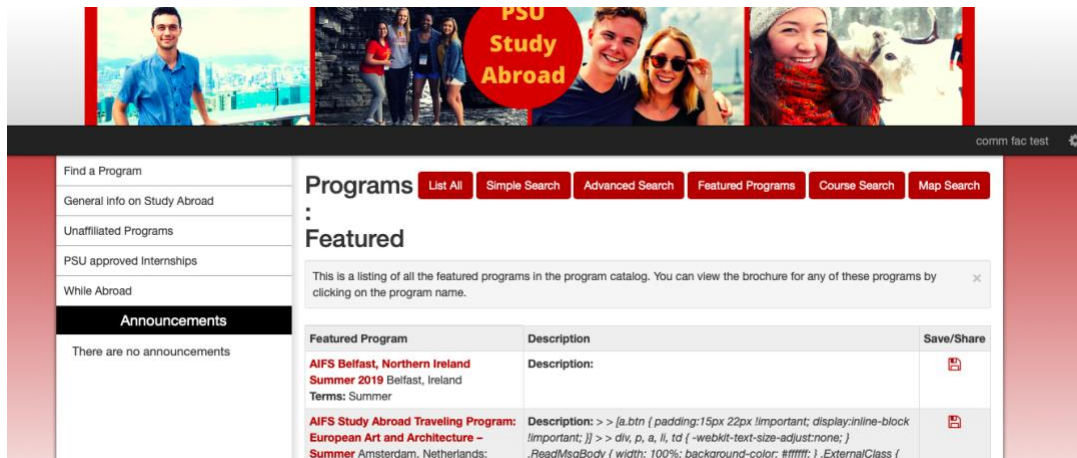 PSU
Study
Abroad
comm fac test
Find a Program
General info on Study Abroad
Unaffiliated Programs
PSU approved Internships
While Abroad
Announcements
There are no announcements
Programs
:
Featured
List All Simple Search Advanced Search Featured Programs Course Search Map Search
This is a listing of all the featured programs in the program catalog. You can view the brochure for any of these programs by ×
clicking on the program name.
Featured Program Description Save/Share
AIFS Belfast, Northern Ireland
Summer 2019 Belfast, Ireland
Terms: Summer
Description:
AIFS Study Abroad Traveling Program:
European Art and Architecture –
Summer Amsterdam, Netherlands;
Description: > > [a.btn { padding:15px 22px !important; display:inline-block
!important; }] > > div, p, a, li, td { -webkit-text-size-adjust:none; }
.ReadMsgBody { width: 100%; background-color: #ffffff; } .ExternalClass {